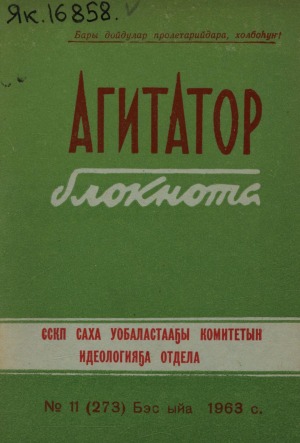 Як.16858.
Бары дойдулар пролетарийдара, холбоһуҥ!
АГИТАТОР
блокнота
ССКП САХА УОБАЛАСТААҔЫ КОМИТЕТЫН
ИДЕОЛОГИЯҔА ОТДЕЛА
№ 11 (273) Бэс ыйа 1963 с.